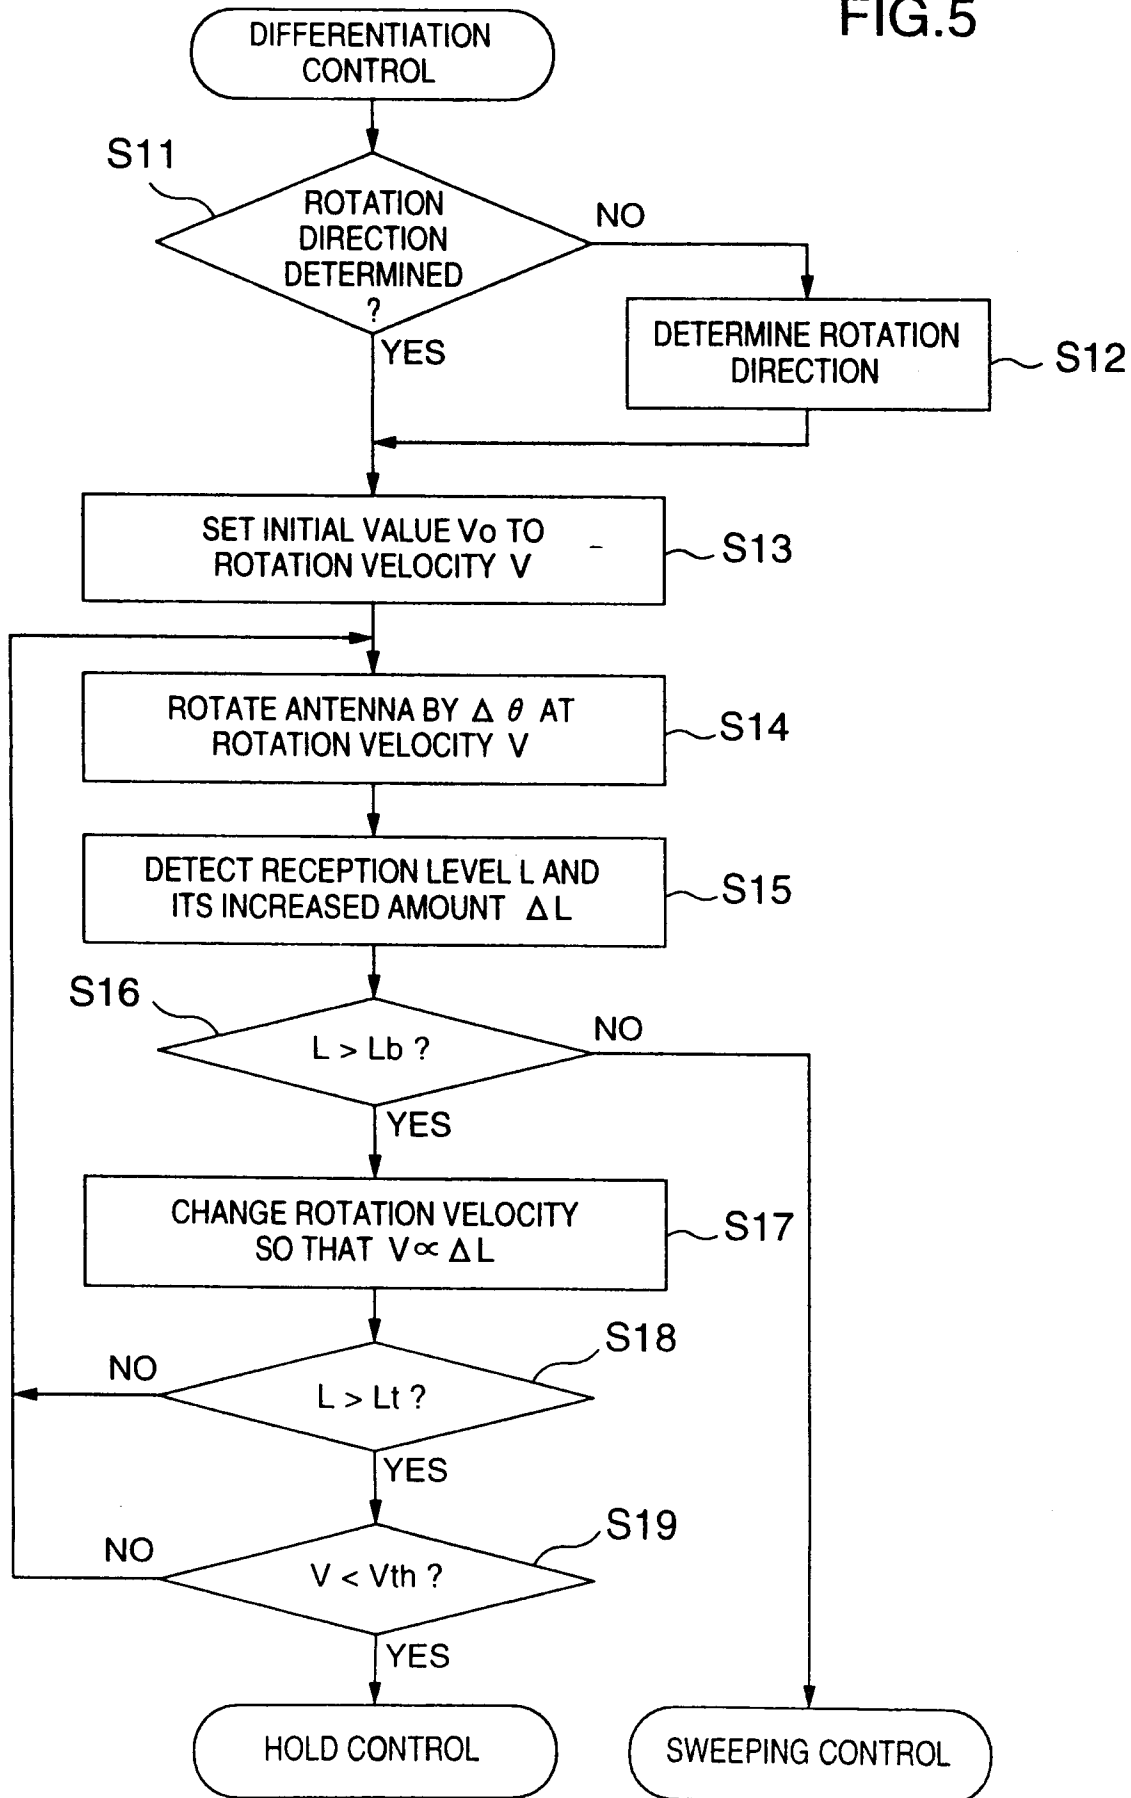 FIG.5
DIFFERENTIATION
CONTROL
S11
ROTATION
DIRECTION
DETERMINED
?
NO
YES
DETERMINE ROTATION
DIRECTION
S12
SET INITIAL VALUE Vo TO
ROTATION VELOCITY V
S13
ROTATE ANTENNA BY Δ θ AT
ROTATION VELOCITY V
S14
DETECT RECEPTION LEVEL L AND
ITS INCREASED AMOUNT ΔL
S15
S16
L > Lb ?
NO
YES
CHANGE ROTATION VELOCITY
SO THAT V ∝ ΔL
S17
S18
NO
L > Lt ?
YES
S19
NO
V < Vth ?
YES
HOLD CONTROL
SWEEPING CONTROL